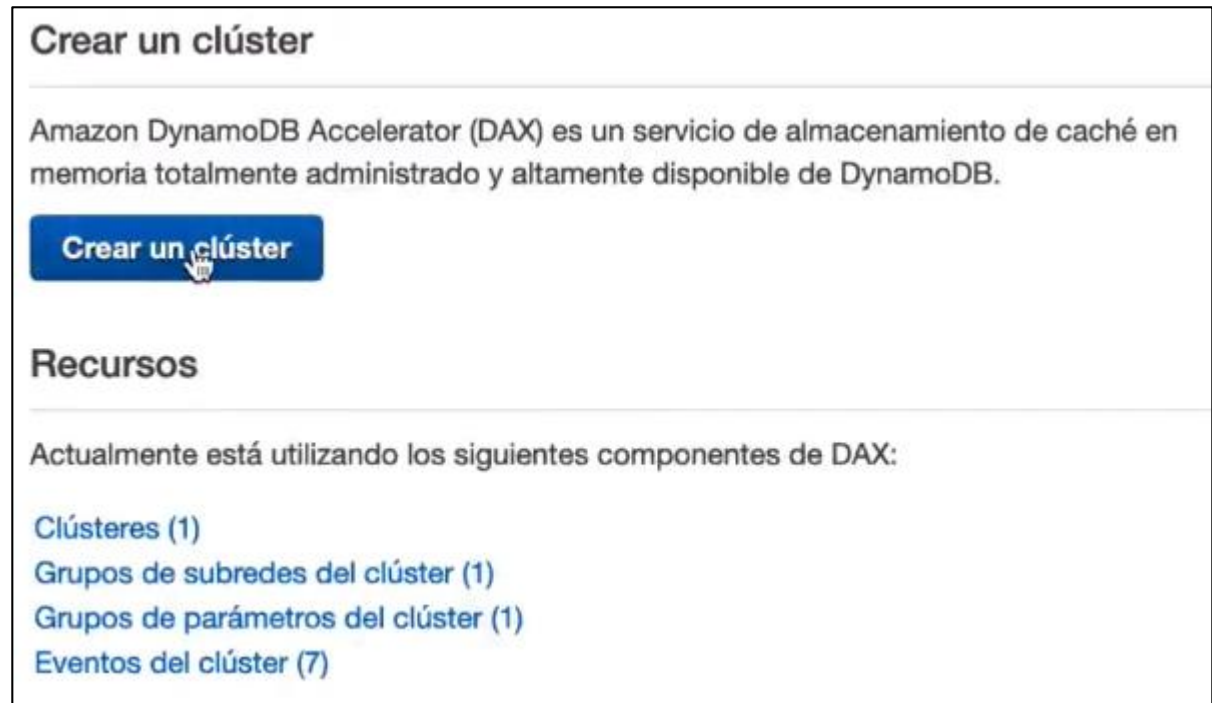 Crear un clúster
Amazon DynamoDB Accelerator (DAX) es un servicio de almacenamiento de caché en
memoria totalmente administrado y altamente disponible de DynamoDB.
Crear un clúster
Recursos
Actualmente está utilizando los siguientes componentes de DAX:
Clústeres (1)
Grupos de subredes del clúster (1)
Grupos de parámetros del clúster (1)
Eventos del clúster (7)